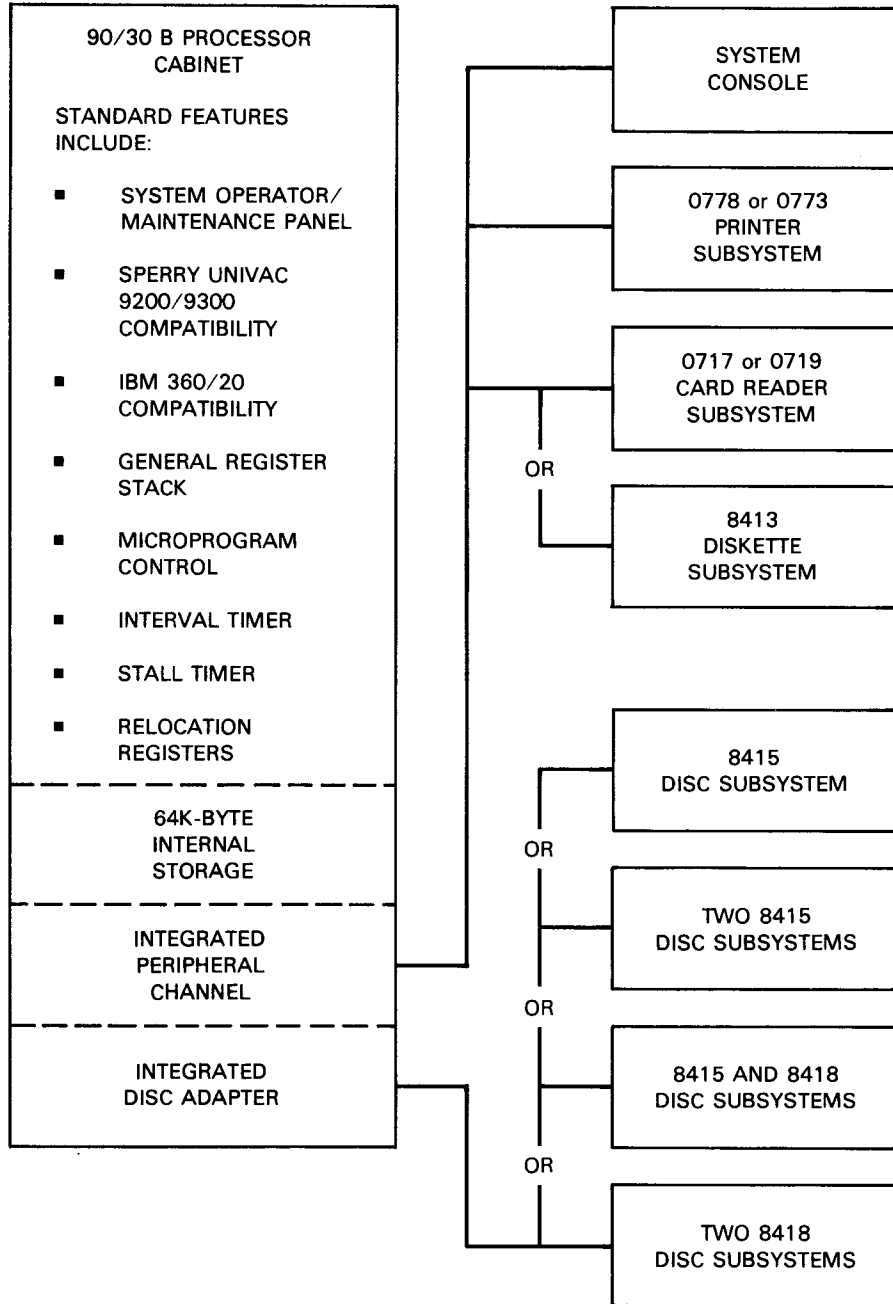 90/30 B PROCESSOR
CABINET
STANDARD FEATURES
INCLUDE:
■ SYSTEM OPERATOR/
MAINTENANCE PANEL
■ SPERRY UNIVAC
9200/9300
COMPATIBILITY
■ IBM 360/20
COMPATIBILITY
■ GENERAL REGISTER
STACK
■ MICROPROGRAM
CONTROL
■ INTERVAL TIMER
■ STALL TIMER
■ RELOCATION
REGISTERS
64K-BYTE
INTERNAL
STORAGE
INTEGRATED
PERIPHERAL
CHANNEL
INTEGRATED
DISC ADAPTER
SYSTEM
CONSOLE
0778 or 0773
PRINTER
SUBSYSTEM
0717 or 0719
CARD READER
SUBSYSTEM
OR
8413
DISKETTE
SUBSYSTEM
8415
DISC SUBSYSTEM
OR
TWO 8415
DISC SUBSYSTEMS
OR
8415 AND 8418
DISC SUBSYSTEMS
OR
TWO 8418
DISC SUBSYSTEMS